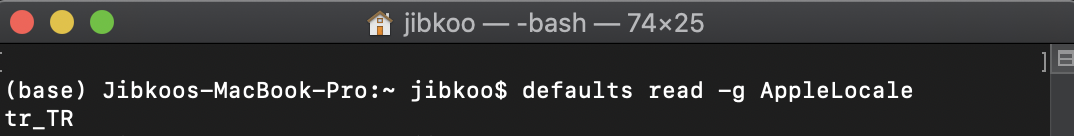 jibkoo — -bash — 74×25
(base) Jibkoos-MacBook-Pro:~ jibkoo$ defaults read -g AppleLocale
tr_TR